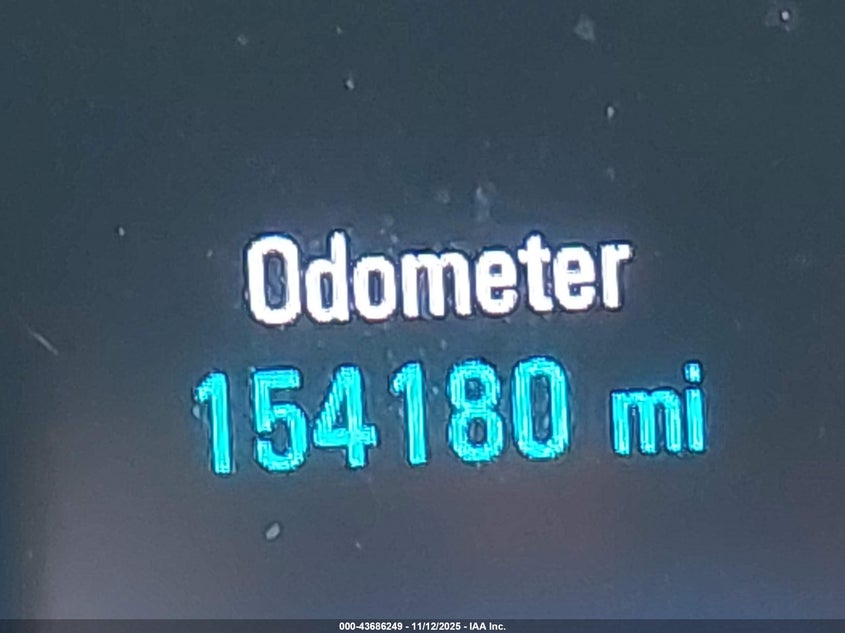 Odometer
154180 mi
000-43686249 - 11/12/2025 - IAA Inc.